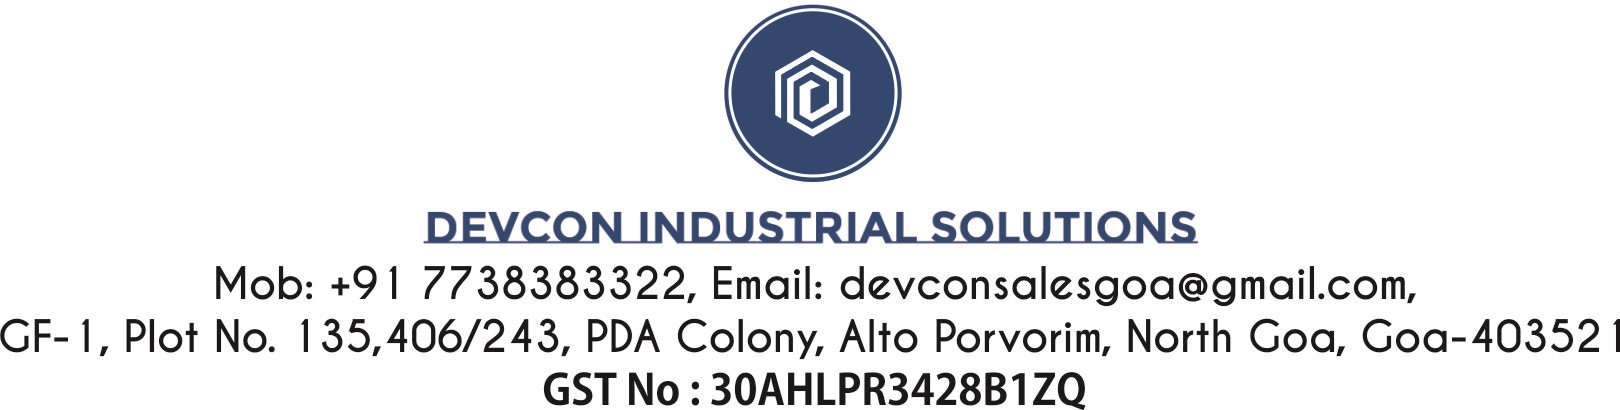 DEVCON INDUSTRIAL SOLUTIONS
Mob: +91 7738383322, Email: devconsalesgoa@gmail.com,
GF-1, Plot No. 135,406/243, PDA Colony, Alto Porvorim, North Goa, Goa-403521
GST No : 30AHLPR3428B1ZQ